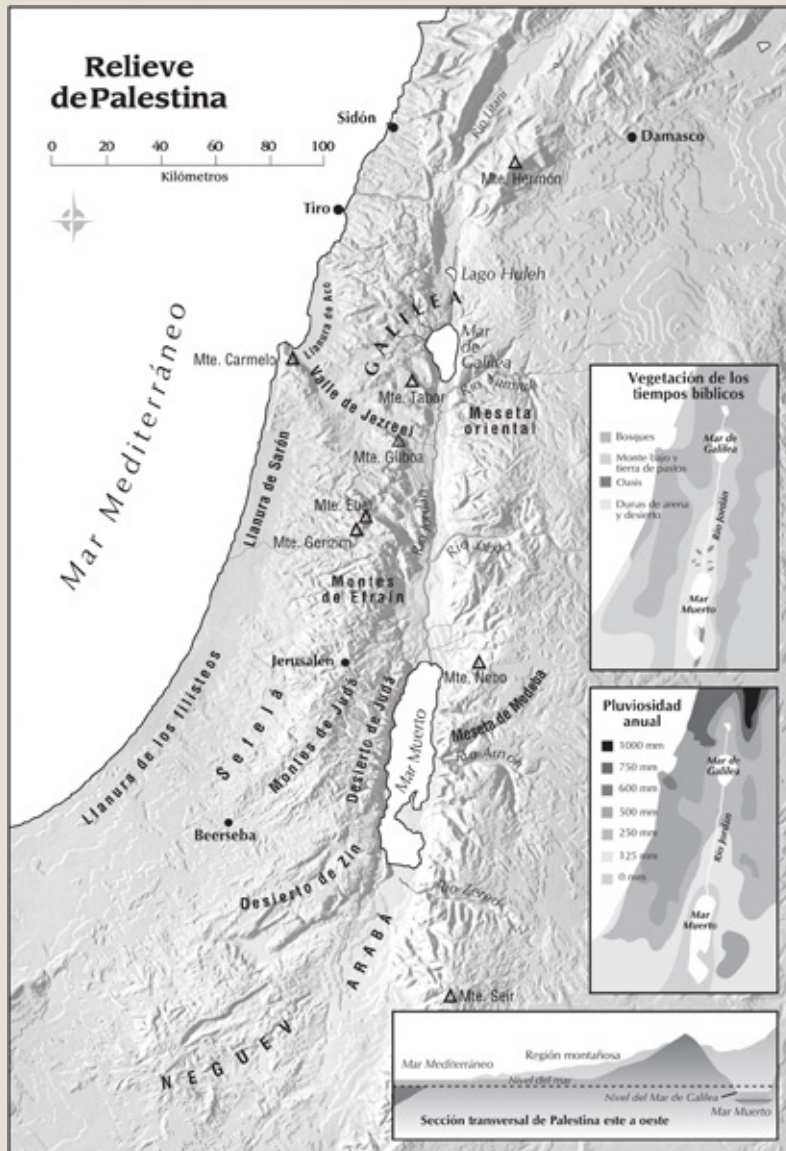 Relieve
de Palestina
0 20 40 60 80 100
Kilómetros
Sidón
Río Litani
Damasco
Mte. Hermón
Tiro
Lago Huleh
Llanura de Aco
GALILEA
Mar
de
Galilea
Mar Mediterráneo
Mte. Carmelo
Valle de Jezreel
Mte. Tabor
Río Yarmuk
Meseta
oriental
Mte. Gilboa
Llanura de Sarón
Mte. Ebal
Mte. Gerizim
Río Jordán
Río Jaboc
Montes
de Efraín
Jerusalén
Mte. Nebo
Llanura de los filisteos
Sefelá
Montes de Judá
Desierto de Judá
Mar Muerto
Meseta de Medeba
Río Arnón
Beerseba
Desierto de Zin
Río Zered
ARABÁ
Mte. Seir
NEGUEV
Vegetación de los
tiempos bíblicos
Bosques
Monte bajo y
tierra de pastos
Oasis
Dunas de arena
y desierto
Mar de
Galilea
Río Jordán
Mar
Muerto
Pluviosidad
anual
1000 mm
750 mm
600 mm
500 mm
250 mm
125 mm
0 mm
Mar de
Galilea
Río Jordán
Mar
Muerto
Mar Mediterráneo
Región montañosa
Nivel del mar
Nivel del Mar de Galilea
Mar Muerto
Sección transversal de Palestina este a oeste